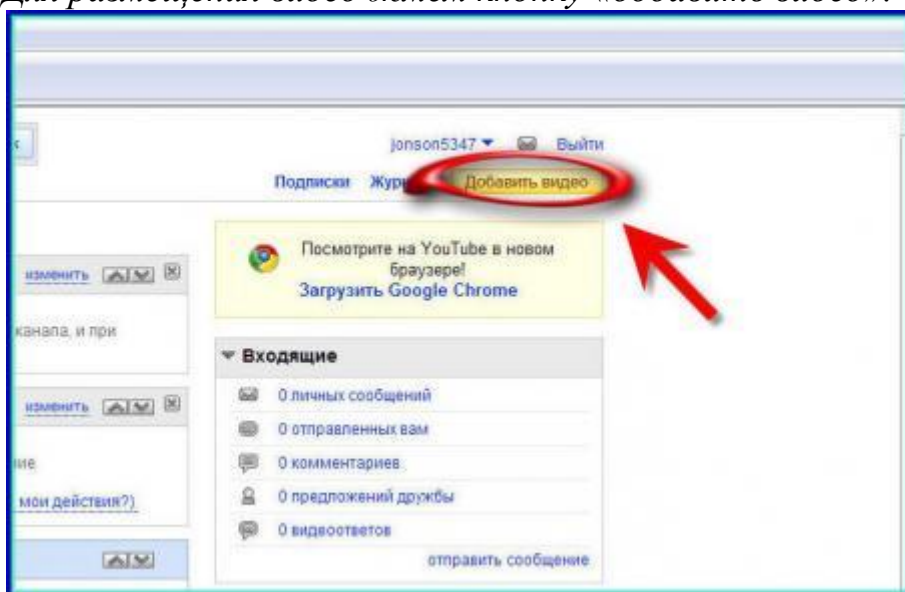 Для размещения видео жмем кнопку «добавить видео».
jonson5347 Выйти
Подписки Добавить видео
Посмотрите на YouTube в новом
браузере!
Загрузить Google Chrome
изменить
канала, и при
Входящие
0 личных сообщений
изменить
0 отправленных вам
0 комментариев
мои действия?)
0 предложений дружбы
0 видеоответов
отправить сообщение